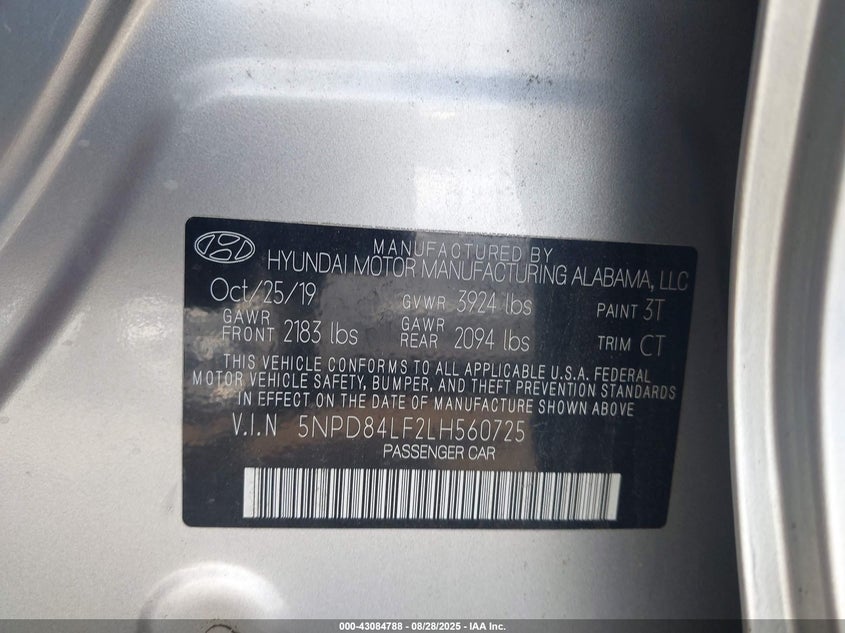 MANUFACTURED BY
HYUNDAI MOTOR MANUFACTURING ALABAMA, LLC
Oct/25/19 GVWR 3924 lbs PAINT 3T
GAWR FRONT 2183 lbs GAWR REAR 2094 lbs TRIM CT
THIS VEHICLE CONFORMS TO ALL APPLICABLE U.S.A. FEDERAL
MOTOR VEHICLE SAFETY, BUMPER, AND THEFT PREVENTION STANDARDS
IN EFFECT ON THE DATE OF MANUFACTURE SHOWN ABOVE
V.I.N 5NPD84LF2LH560725
PASSENGER CAR
000-43084788 - 08/28/2025 - IAA Inc.